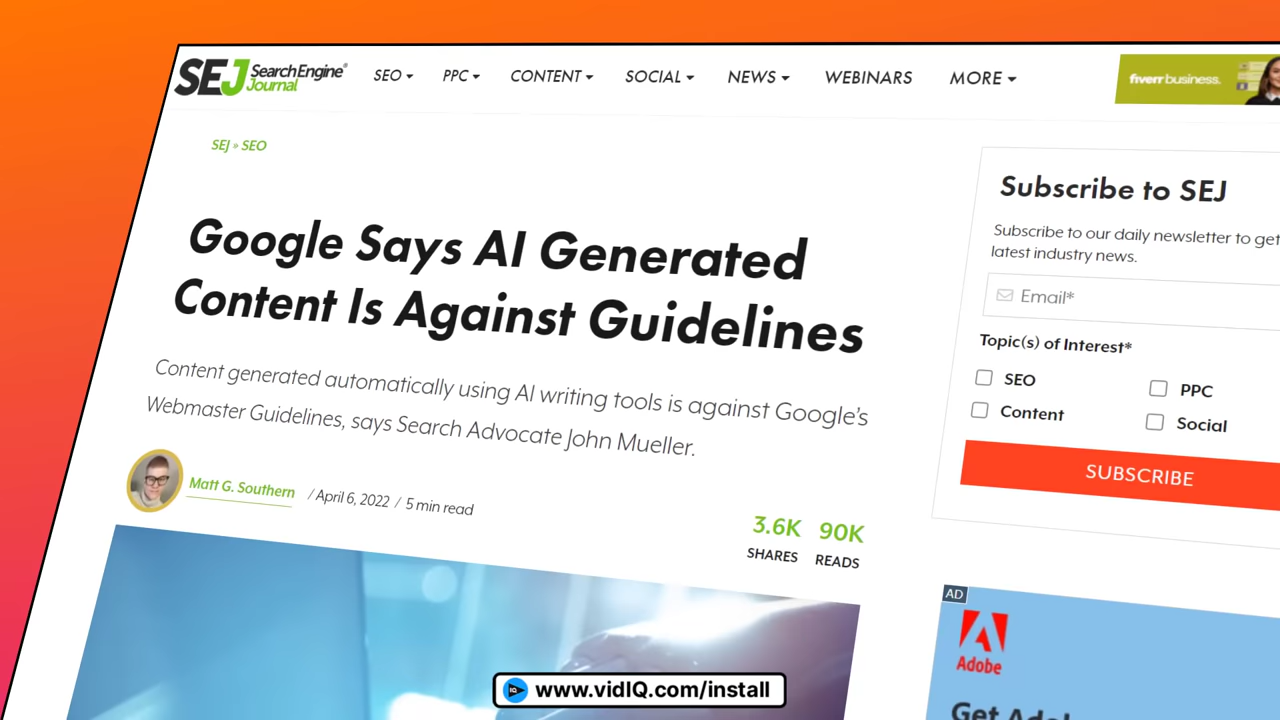 SEJ Search Engine Journal
SEO PPC CONTENT SOCIAL NEWS WEBINARS MORE
fiverr business.
SEJ » SEO
Google Says AI Generated
Content Is Against Guidelines
Content generated automatically using AI writing tools is against Google's
Webmaster Guidelines, says Search Advocate John Mueller.
Matt G. Southern / April 6, 2022 / 5 min read
3.6K 90K
SHARES READS
Subscribe to SEJ
Subscribe to our daily newsletter to get
latest industry news.
Email*
Topic(s) of Interest*
SEO PPC
Content Social
SUBSCRIBE
AD
Adobe
Get
IQ www.vidIQ.com/install